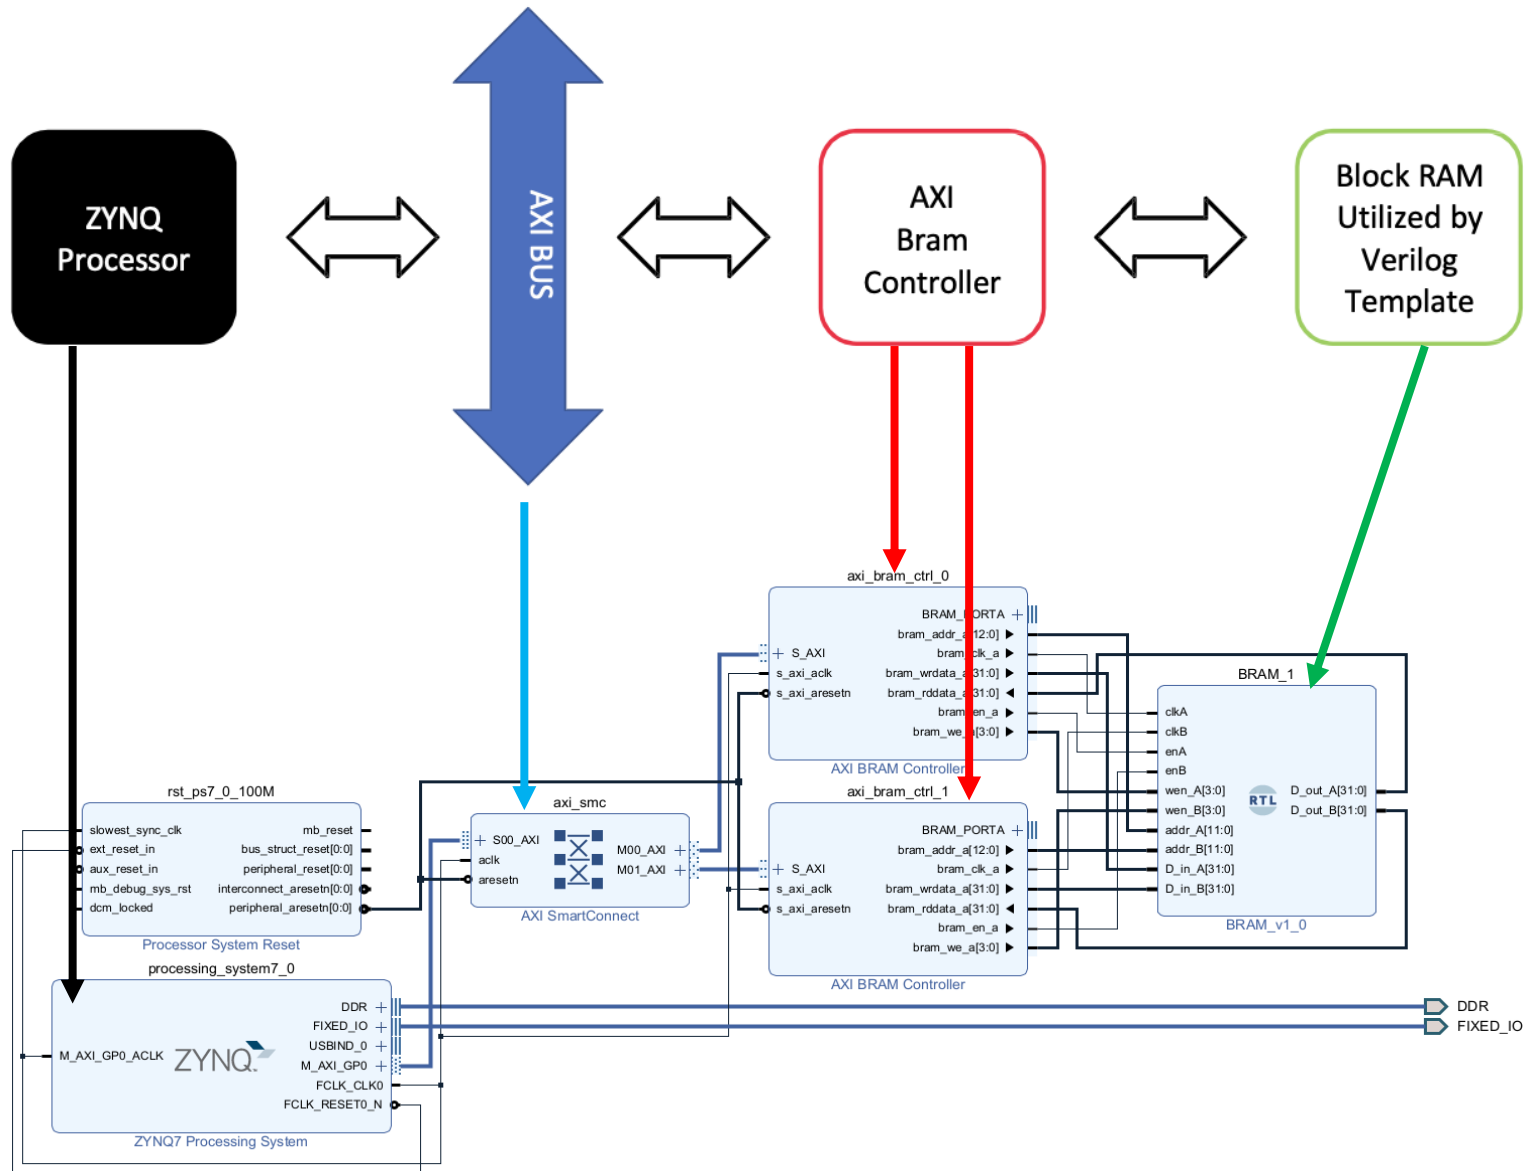 ZYNQ
Processor
AXI BUS
AXI
Bram
Controller
Block RAM
Utilized by
Verilog
Template
axi_bram_ctrl_0
BRAM_PORTA
bram_addr_a[12:0]
S_AXI
bram_clk_a
s_axi_aclk
bram_wrdata_a[31:0]
s_axi_aresetn
bram_rddata_a[31:0]
bram_en_a
bram_we_a[3:0]
AXI BRAM Controller
BRAM_1
clkA
clkB
enA
enB
wen_A[3:0]
wen_B[3:0]
addr_A[11:0]
addr_B[11:0]
D_in_A[31:0]
D_in_B[31:0]
RTL
D_out_A[31:0]
D_out_B[31:0]
BRAM_v1_0
rst_ps7_0_100M
slowest_sync_clk
ext_reset_in
aux_reset_in
mb_debug_sys_rst
dcm_locked
mb_reset
bus_struct_reset[0:0]
peripheral_reset[0:0]
interconnect_aresetn[0:0]
peripheral_aresetn[0:0]
Processor System Reset
axi_smc
S00_AXI
aclk
aresetn
M00_AXI
M01_AXI
AXI SmartConnect
axi_bram_ctrl_1
BRAM_PORTA
bram_addr_a[12:0]
S_AXI
bram_clk_a
s_axi_aclk
bram_wrdata_a[31:0]
s_axi_aresetn
bram_rddata_a[31:0]
bram_en_a
bram_we_a[3:0]
AXI BRAM Controller
processing_system7_0
M_AXI_GP0_ACLK
ZYNQ
DDR
FIXED_IO
USBIND_0
M_AXI_GP0
FCLK_CLK0
FCLK_RESET0_N
ZYNQ7 Processing System
DDR
FIXED_IO